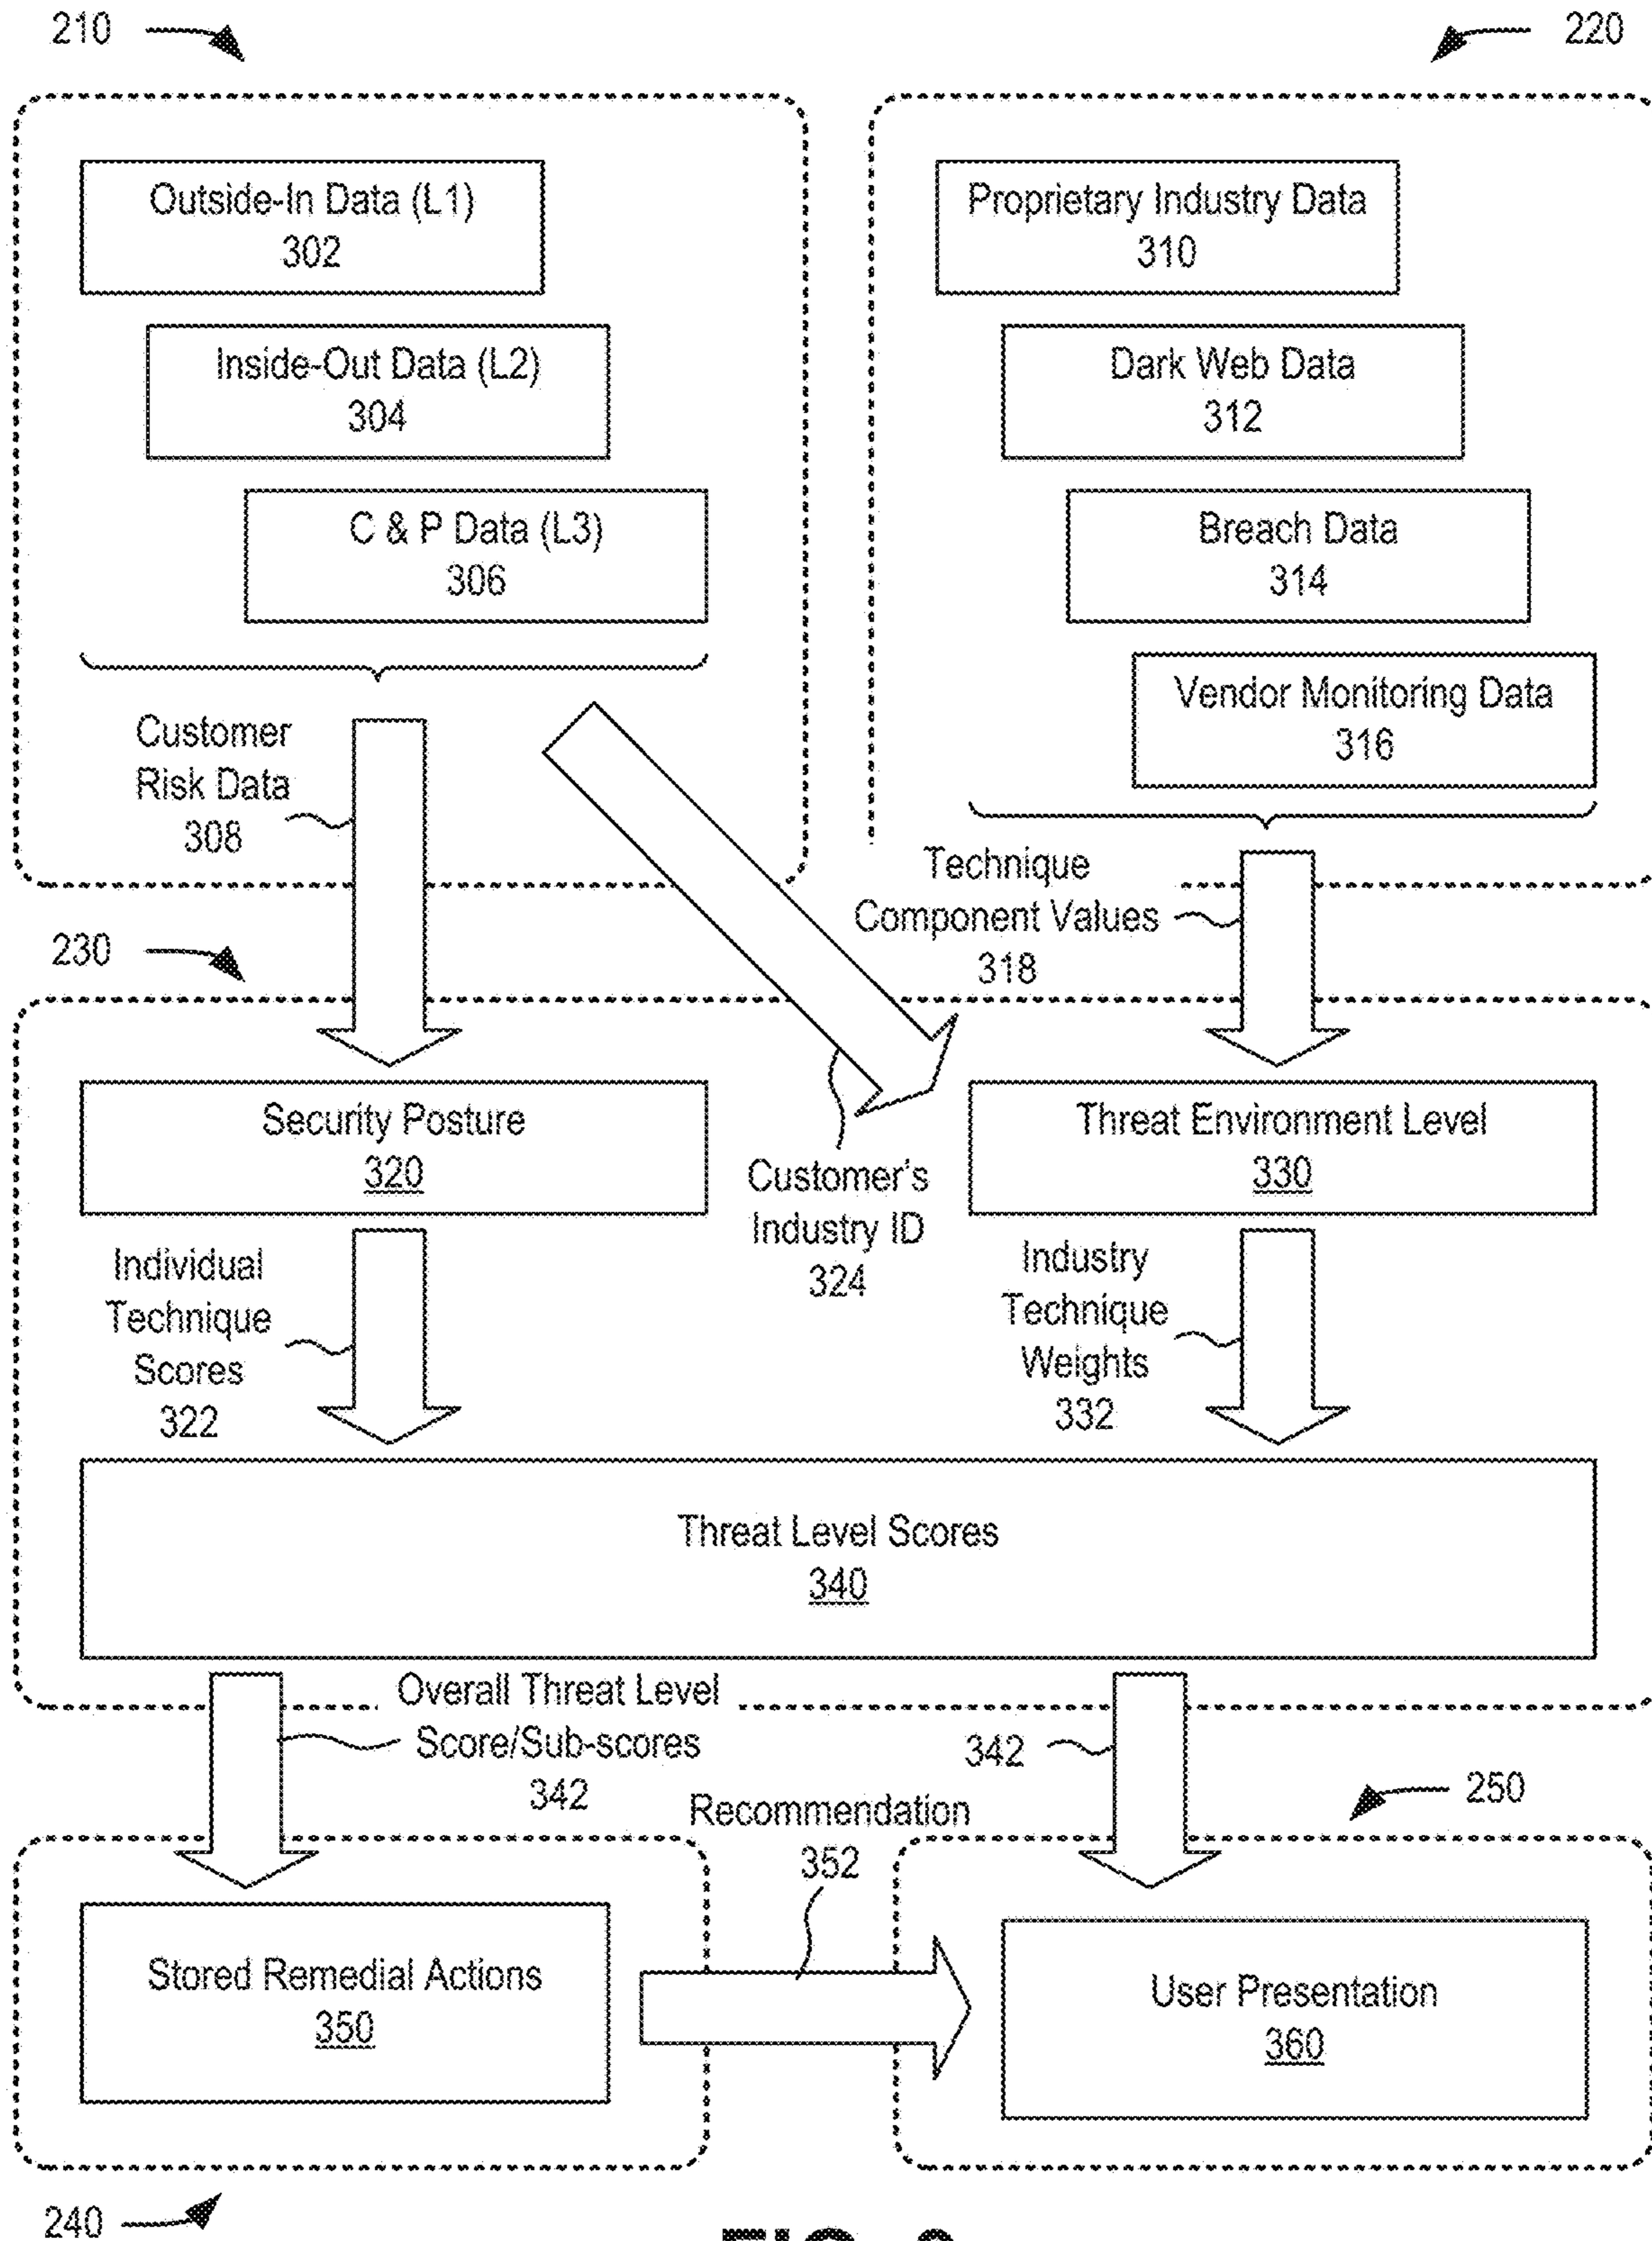 210
220
Outside-In Data (L1)
302
Inside-Out Data (L2)
304
C & P Data (L3)
306
Proprietary Industry Data
310
Dark Web Data
312
Breach Data
314
Vendor Monitoring Data
316
Customer
Risk Data
308
Technique
Component Values
318
230
Security Posture
320
Customer's
Industry ID
324
Threat Environment Level
330
Individual
Technique
Scores
322
Industry
Technique
Weights
332
Threat Level Scores
340
Overall Threat Level
Score/Sub-scores
342
342
250
Recommendation
352
Stored Remedial Actions
350
User Presentation
360
240